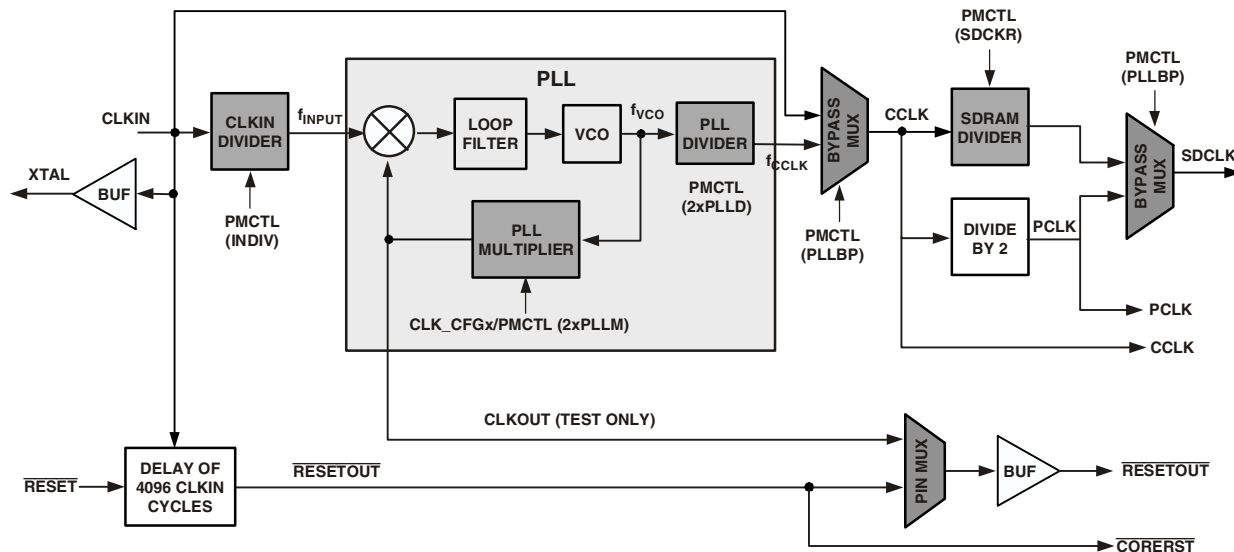 PMCTL
(SDCKR)
PMCTL
(PLLBP)
PLL
CLKIN
CLKIN
DIVIDER
fINPUT
LOOP
FILTER
VCO
fVCO
PLL
DIVIDER
fCCLK
BYPASS
MUX
CCLK
SDRAM
DIVIDER
BYPASS
MUX
SDCLK
XTAL
BUF
PMCTL
(INDIV)
PMCTL
(2xPLLD)
PLL
MULTIPLIER
PMCTL
(PLLBP)
DIVIDE
BY 2
PCLK
CLK_CFGx/PMCTL (2xPLLM)
PCLK
CCLK
CLKOUT (TEST ONLY)
RESET
DELAY OF
4096 CLKIN
CYCLES
RESETOUT
PIN MUX
BUF
RESETOUT
CORERST